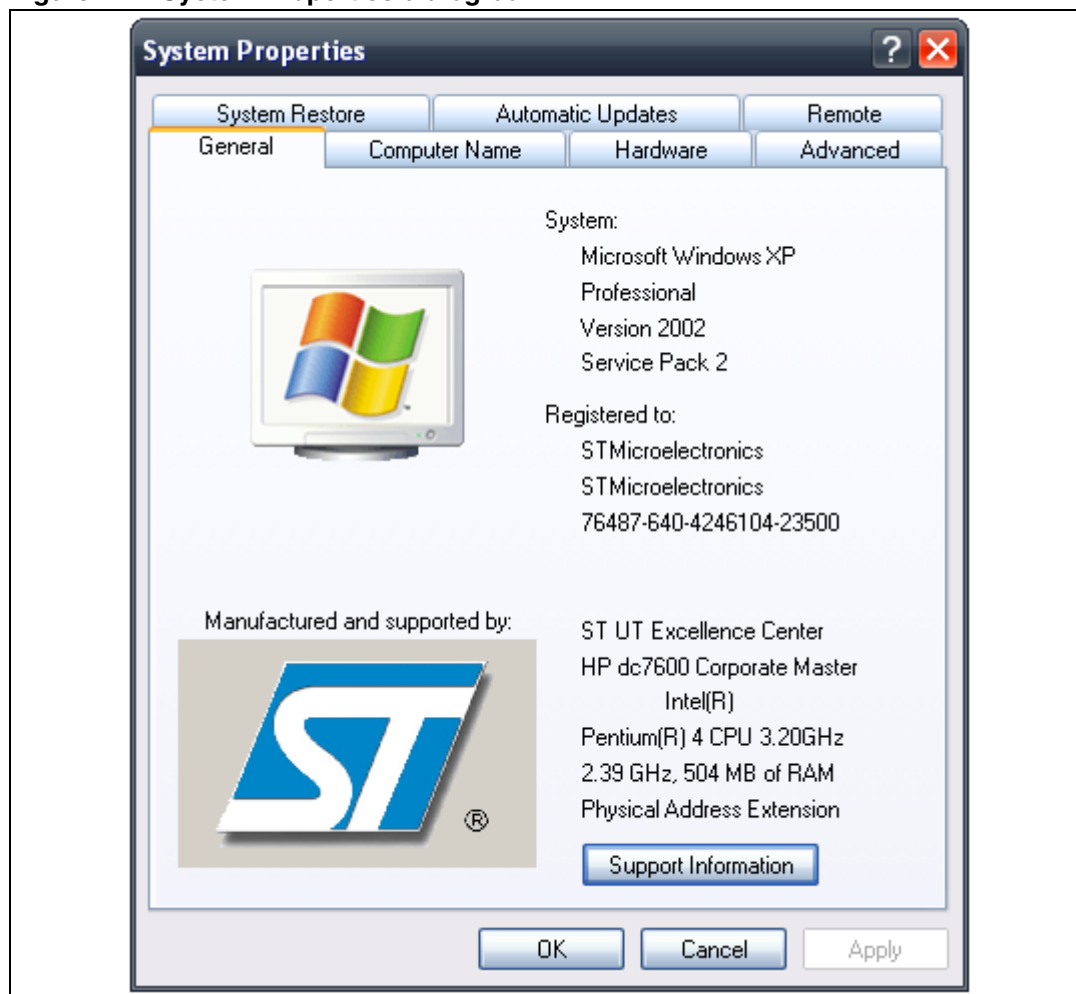 System Properties
System Restore
Automatic Updates
Remote
General
Computer Name
Hardware
Advanced
System:
Microsoft Windows XP
Professional
Version 2002
Service Pack 2
Registered to:
STMicroelectronics
STMicroelectronics
76487-640-4246104-23500
Manufactured and supported by:
ST
®
ST UT Excellence Center
HP dc7600 Corporate Master
Intel(R)
Pentium(R) 4 CPU 3.20GHz
2.39 GHz, 504 MB of RAM
Physical Address Extension
Support Information
OK
Cancel
Apply